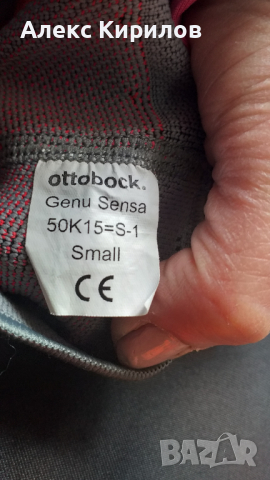 Алекс Кирилов
ottobock.
Genu Sensa
50K15=S-1
Small
CE
BAZAR